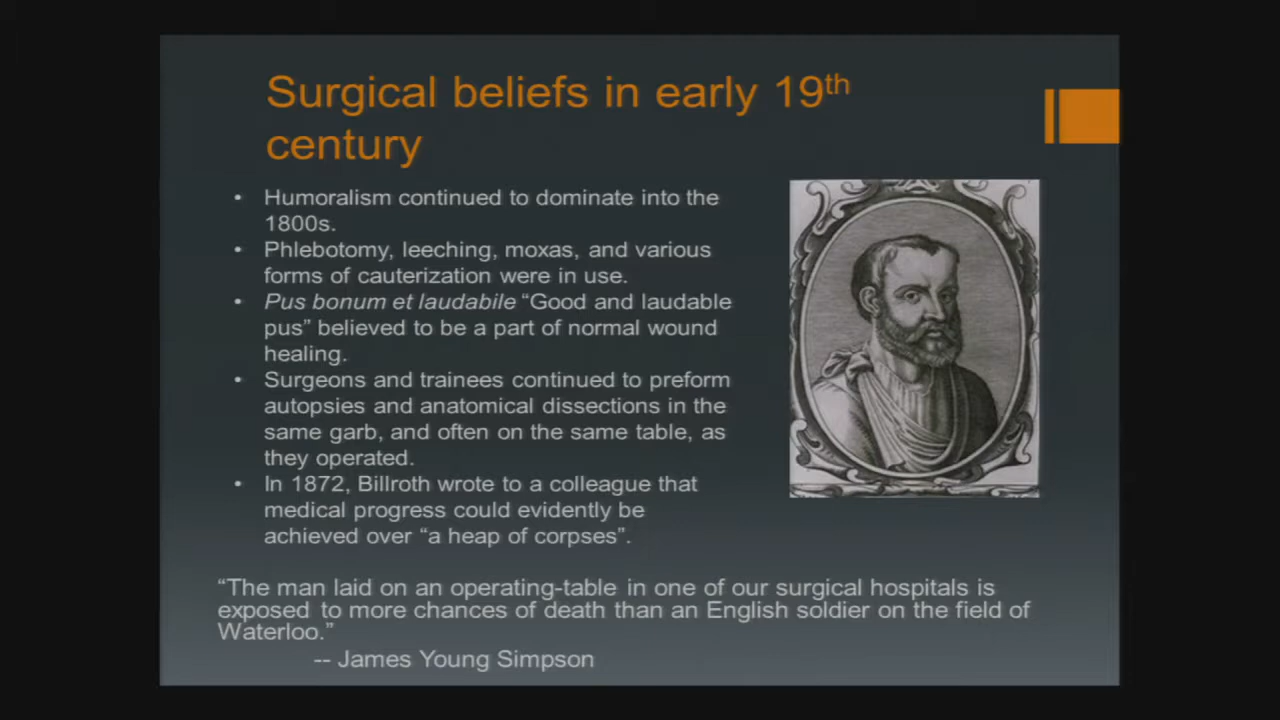 Surgical beliefs in early 19th
century
• Humoralism continued to dominate into the
1800s.
• Phlebotomy, leeching, moxas, and various
forms of cauterization were in use.
• Pus bonum et laudabile “Good and laudable
pus” believed to be a part of normal wound
healing.
• Surgeons and trainees continued to preform
autopsies and anatomical dissections in the
same garb, and often on the same table, as
they operated.
• In 1872, Billroth wrote to a colleague that
medical progress could evidently be
achieved over “a heap of corpses”.
“The man laid on an operating-table in one of our surgical hospitals is
exposed to more chances of death than an English soldier on the field of
Waterloo.”
-- James Young Simpson